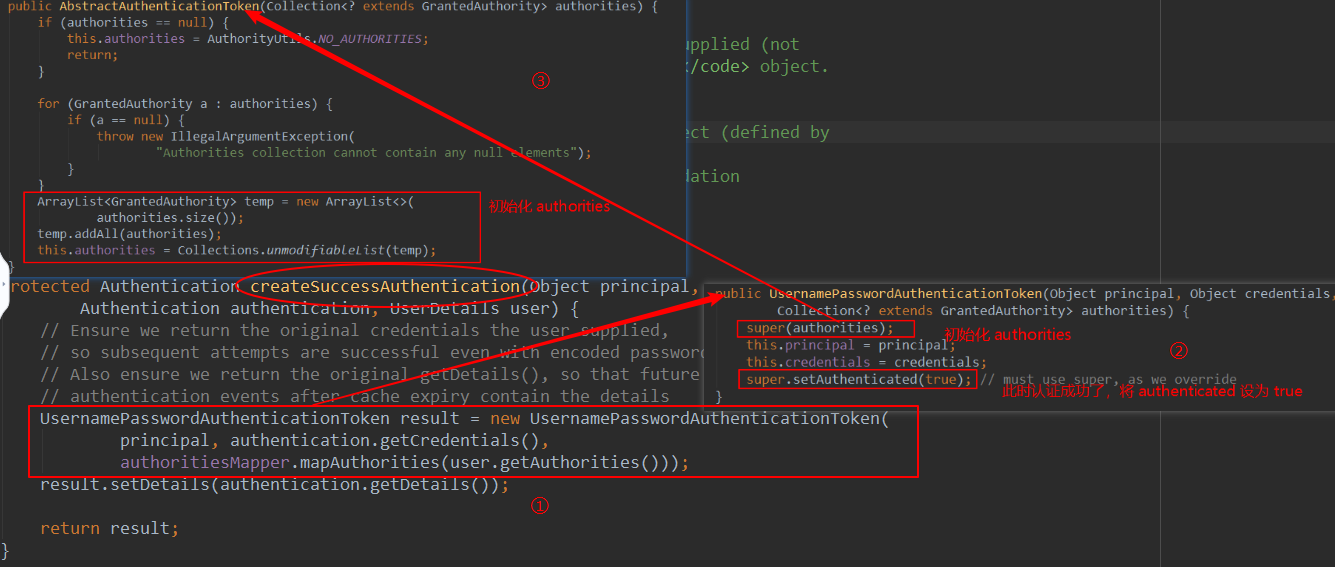 public AbstractAuthenticationToken(Collection<? extends GrantedAuthority> authorities) {
if (authorities == null) {
this.authorities = AuthorityUtils.NO_AUTHORITIES;
return;
}
for (GrantedAuthority a : authorities) {
if (a == null) {
throw new IllegalArgumentException(
"Authorities collection cannot contain any null elements");
}
}
ArrayList<GrantedAuthority> temp = new ArrayList<>(
authorities.size());
temp.addAll(authorities);
this.authorities = Collections.unmodifiableList(temp);
}
③
初始化 authorities
upplied (not
</code> object.
ect (defined by
dation
rotected Authentication createSuccessAuthentication(Object principal,
Authentication authentication, UserDetails user) {
// Ensure we return the original credentials the user supplied,
// so subsequent attempts are successful even with encoded password
// Also ensure we return the original getDetails(), so that future
// authentication events after cache expiry contain the details
UsernamePasswordAuthenticationToken result = new UsernamePasswordAuthenticationToken(
principal, authentication.getCredentials(),
authoritiesMapper.mapAuthorities(user.getAuthorities()));
result.setDetails(authentication.getDetails());
①
return result;
}
public UsernamePasswordAuthenticationToken(Object principal, Object credentials,
Collection<? extends GrantedAuthority> authorities) {
super(authorities);
初始化 authorities
this.principal = principal;
this.credentials = credentials;
②
super.setAuthenticated(true); // must use super, as we override
此时认证成功了，将 authenticated 设为 true
}